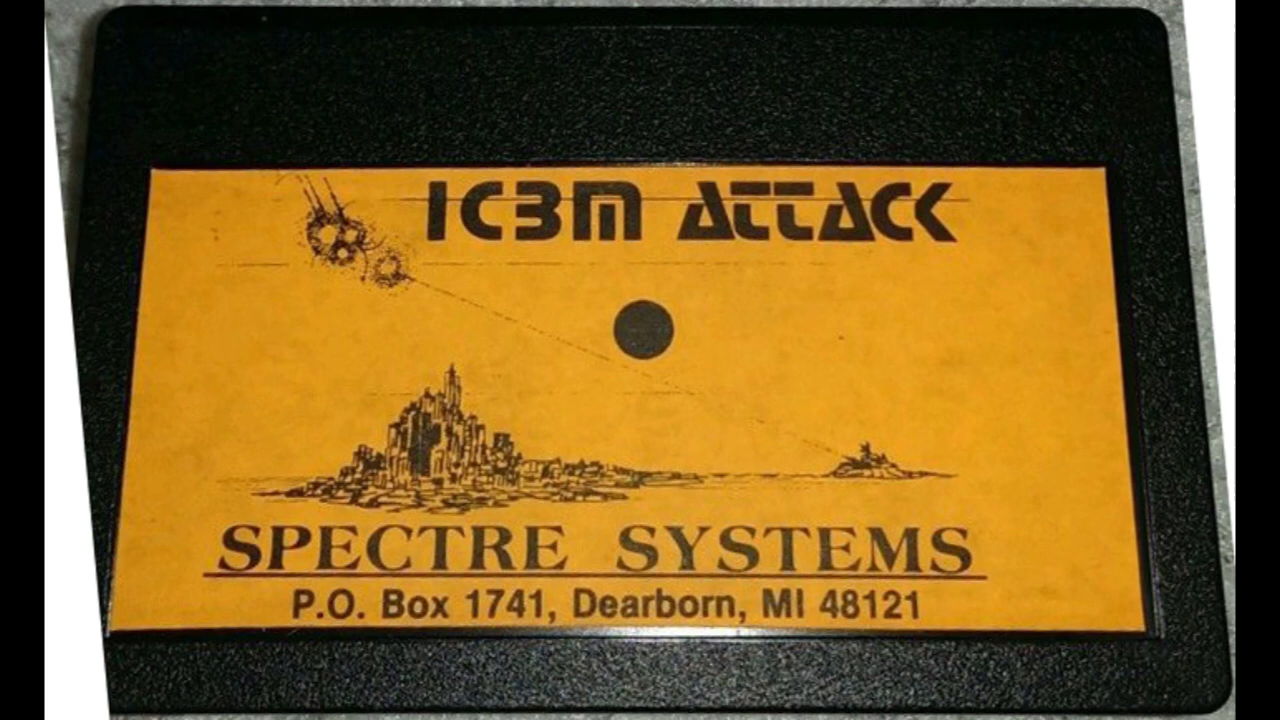 ICBM ATTACK
SPECTRE SYSTEMS
P.O. Box 1741, Dearborn, MI 48121